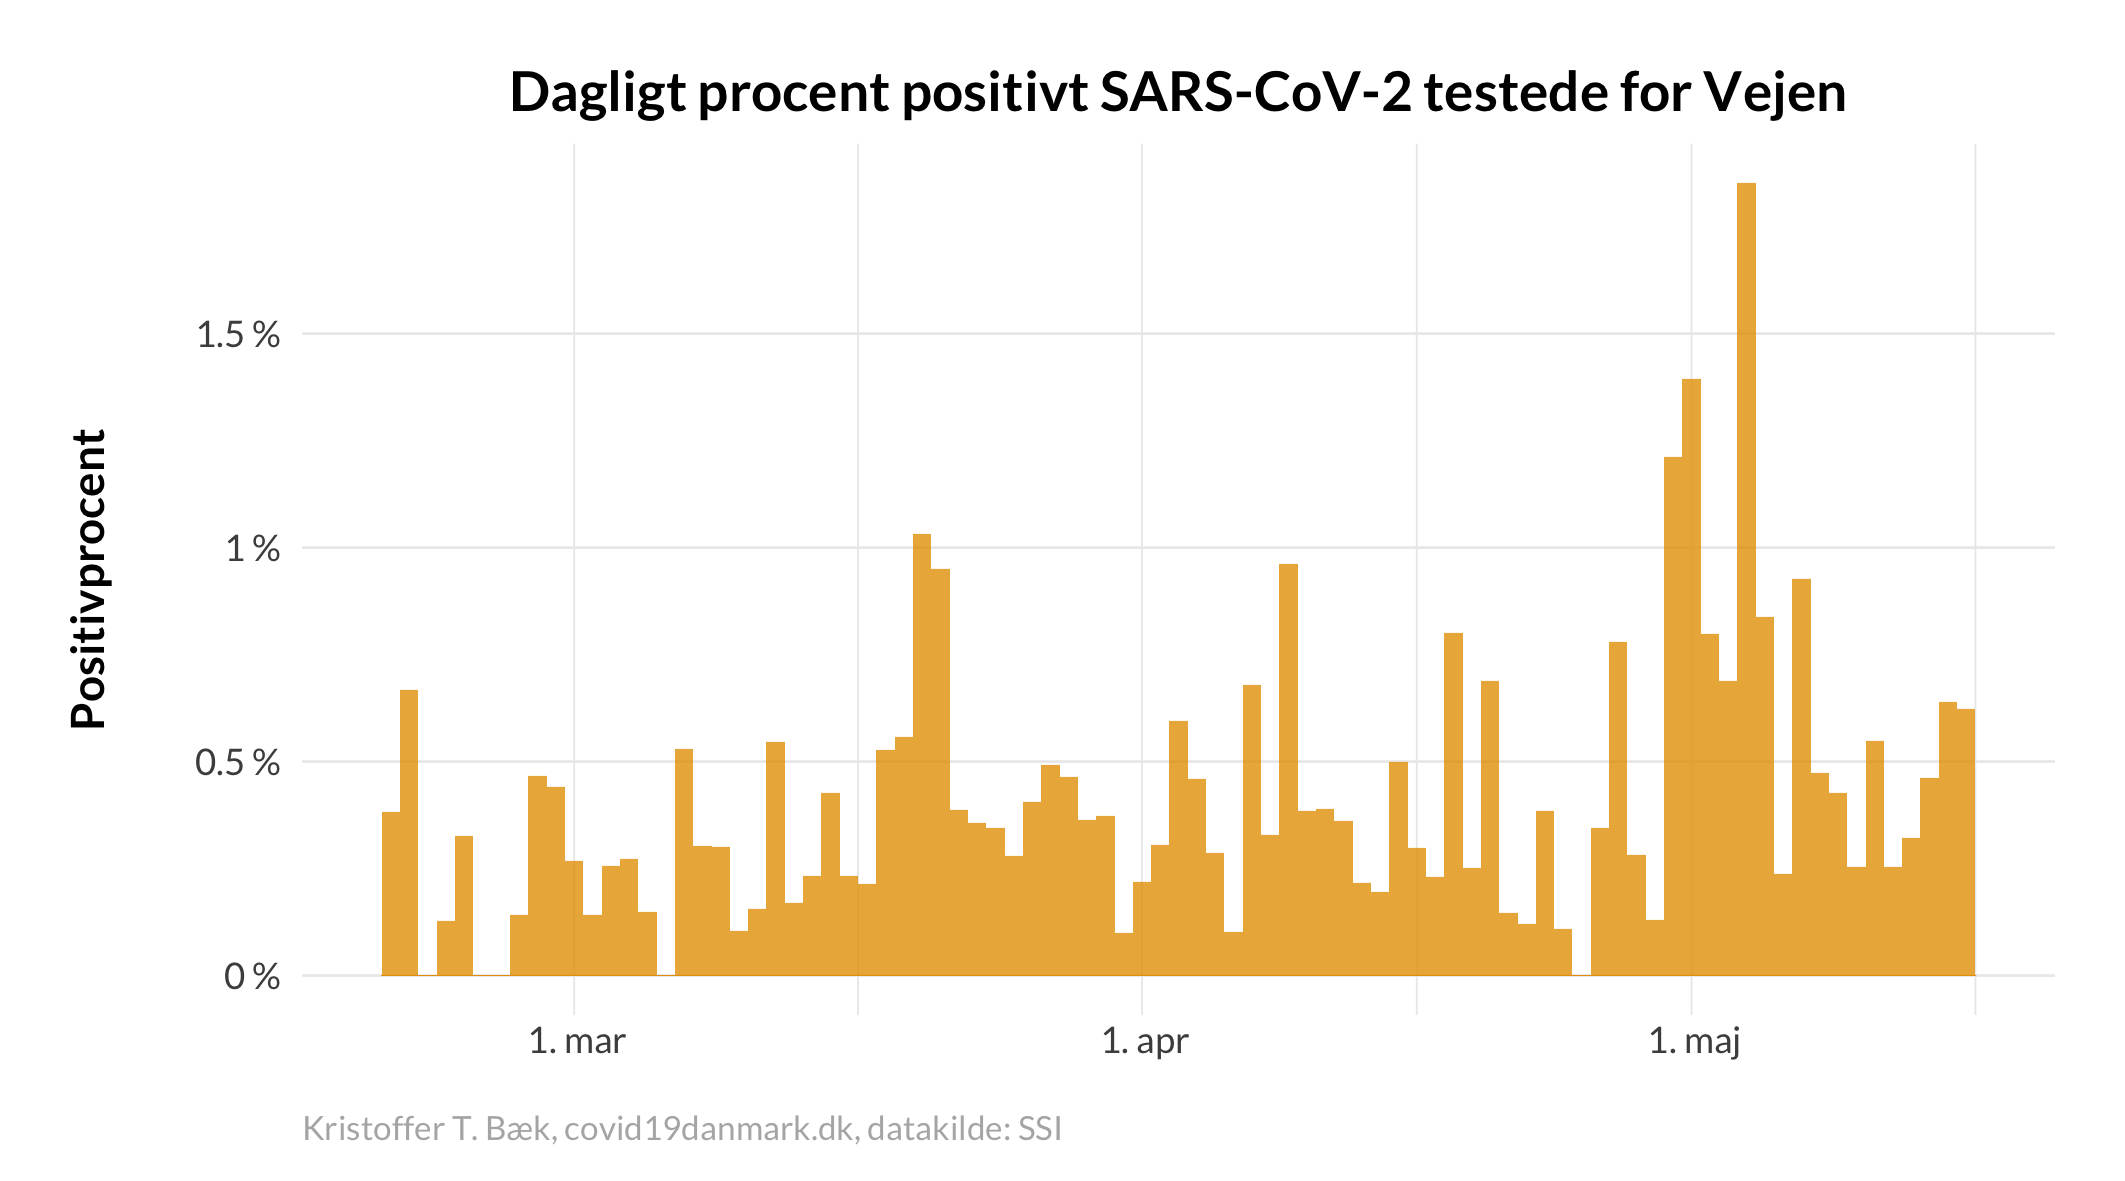 Dagligt procent positivt SARS-CoV-2 testede for Vejen
Positivprocent
1.5 %
1 %
0.5 %
0 %
1. mar
1. apr
1. maj
Kristoffer T. Bæk, covid19danmark.dk, datakilde: SSI